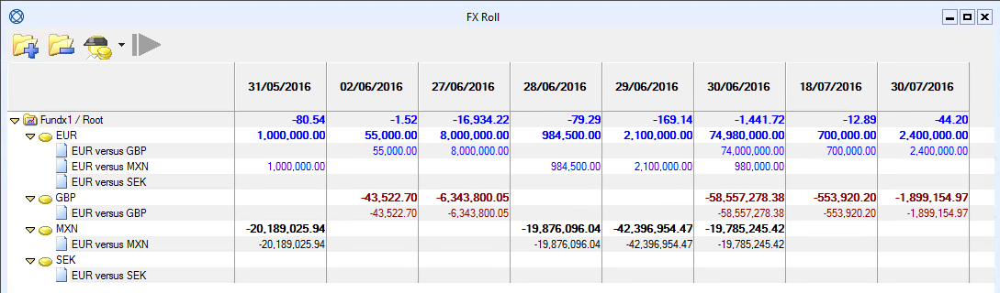 FX Roll
31/05/2016 02/06/2016 27/06/2016 28/06/2016 29/06/2016 30/06/2016 18/07/2016 30/07/2016
Fundx1 / Root -80.54 -1.52 -16,934.22 -79.29 -169.14 -1,441.72 -12.89 -44.20
EUR 1,000,000.00 55,000.00 8,000,000.00 984,500.00 2,100,000.00 74,980,000.00 700,000.00 2,400,000.00
EUR versus GBP 55,000.00 8,000,000.00 74,000,000.00 700,000.00 2,400,000.00
EUR versus MXN 1,000,000.00 984,500.00 2,100,000.00 980,000.00
EUR versus SEK
GBP -43,522.70 -6,343,800.05 -58,557,278.38 -553,920.20 -1,899,154.97
EUR versus GBP -43,522.70 -6,343,800.05 -58,557,278.38 -553,920.20 -1,899,154.97
MXN -20,189,025.94 -19,876,096.04 -42,396,954.47 -19,785,245.42
EUR versus MXN -20,189,025.94 -19,876,096.04 -42,396,954.47 -19,785,245.42
SEK
EUR versus SEK